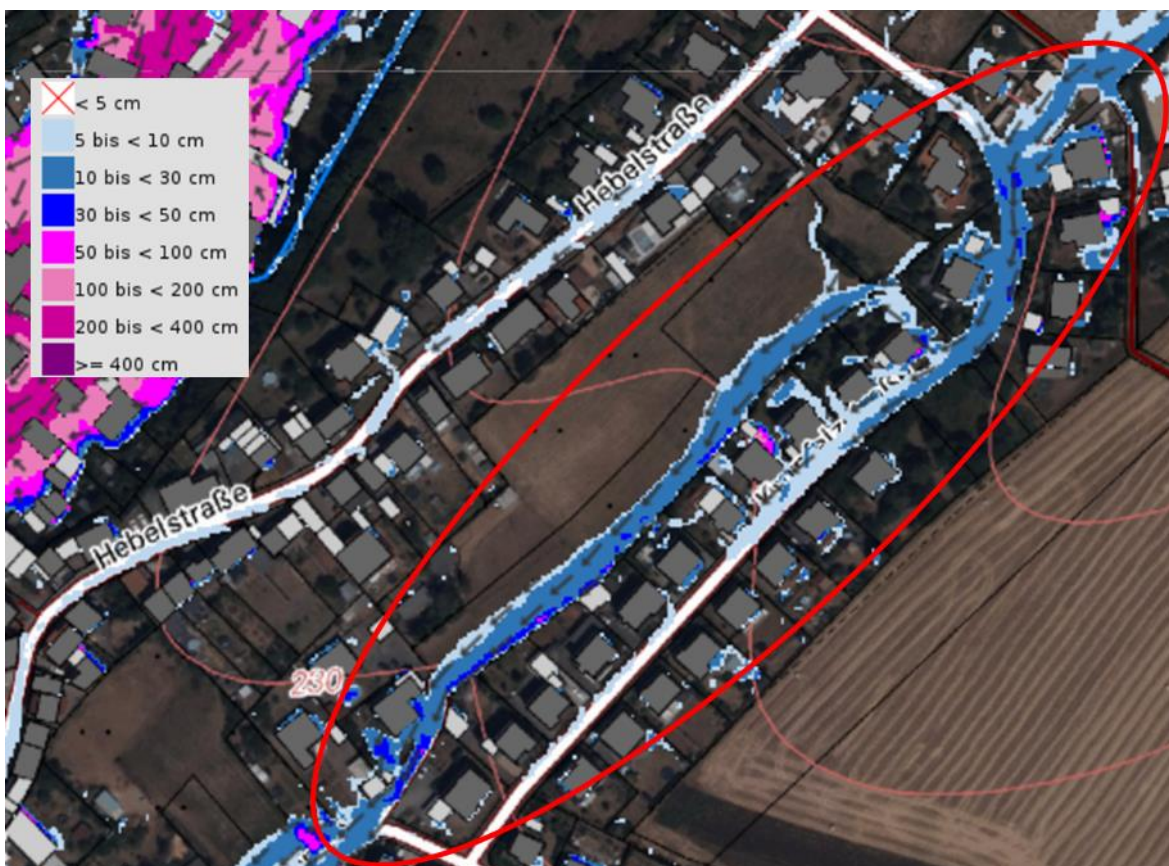 < 5 cm
5 bis < 10 cm
10 bis < 30 cm
30 bis < 50 cm
50 bis < 100 cm
100 bis < 200 cm
200 bis < 400 cm
>= 400 cm
Hebelstraße
Hebelstraße
230